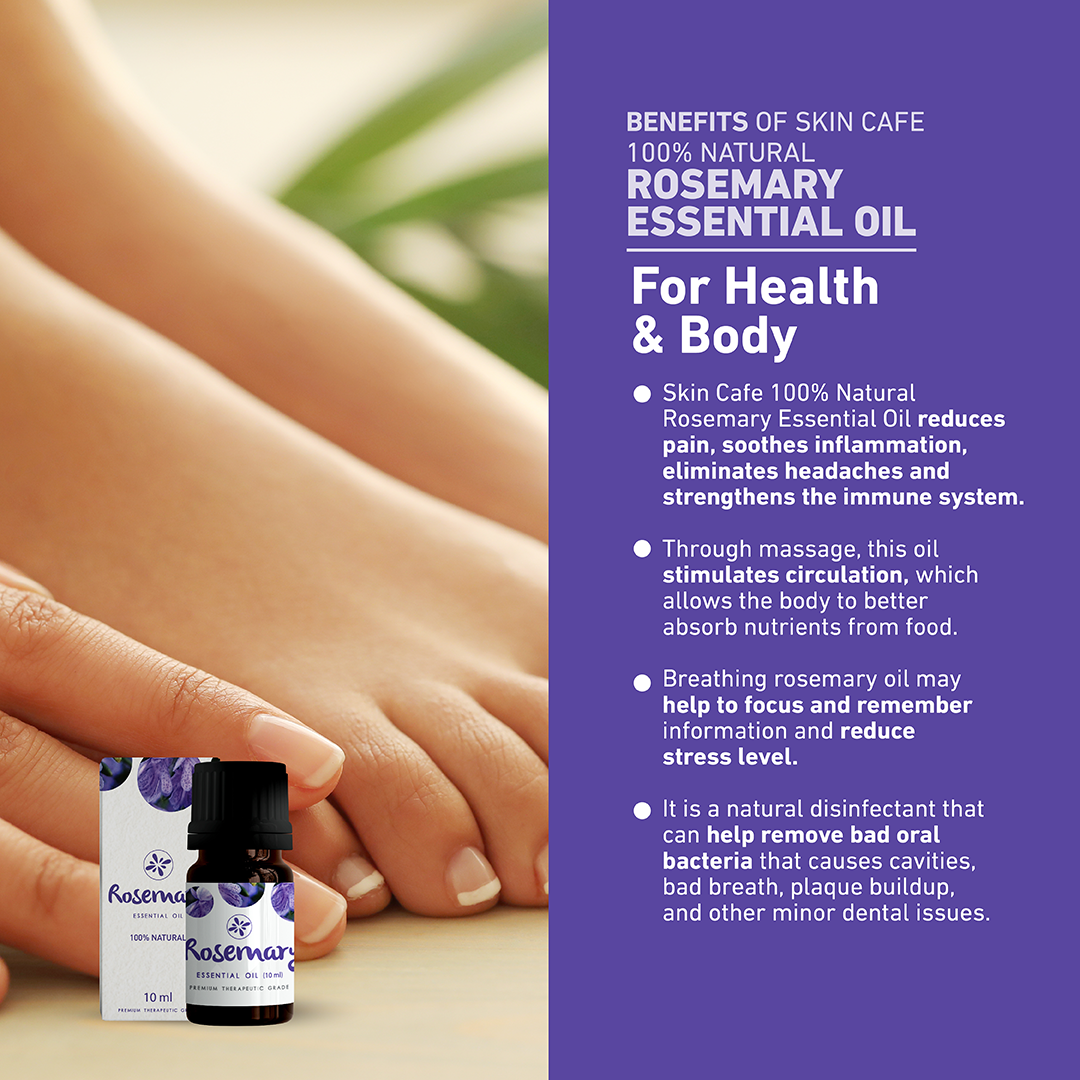 BENEFITS OF SKIN CAFE
100% NATURAL
ROSEMARY
ESSENTIAL OIL
For Health
& Body
Skin Cafe 100% Natural
Rosemary Essential Oil reduces
pain, soothes inflammation,
eliminates headaches and
strengthens the immune system.
Through massage, this oil
stimulates circulation, which
allows the body to better
absorb nutrients from food.
Breathing rosemary oil may
help to focus and remember
information and reduce
stress level.
It is a natural disinfectant that
can help remove bad oral
bacteria that causes cavities,
bad breath, plaque buildup,
and other minor dental issues.
Rosema
ESSENTIAL OIL
100% NATURAL
10 ml
PREMIUM THERAPEUTIC G
Rosemary
ESSENTIAL OIL (10 ml)
PREMIUM THERAPEUTIC GRADE